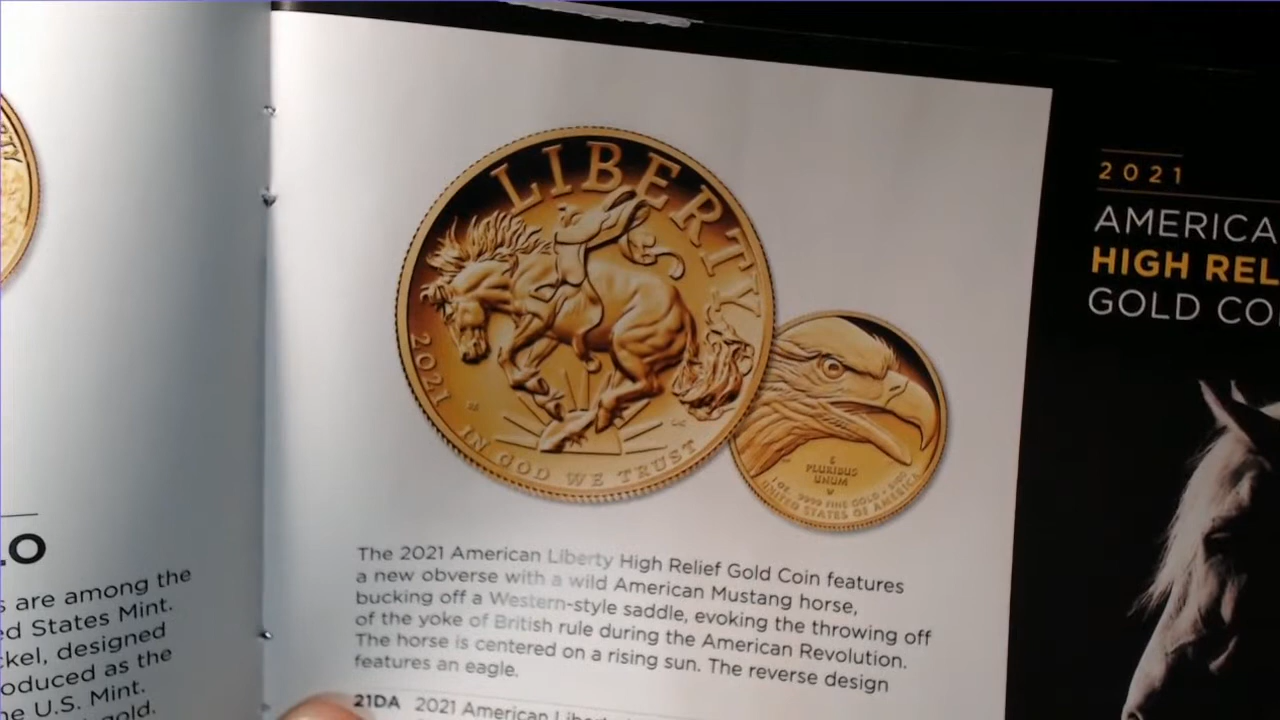 LO
s are among the
ed States Mint.
ckel, designed
oduced as the
he U.S. Mint.
gold.
LIBERTY
2021
IN GOD WE TRUST
E
PLURIBUS
UNUM
W
1 OZ. .9999 FINE GOLD • $100
UNITED STATES OF AMERICA
The 2021 American Liberty High Relief Gold Coin features
a new obverse with a wild American Mustang horse,
bucking off a Western-style saddle, evoking the throwing off
of the yoke of British rule during the American Revolution.
The horse is centered on a rising sun. The reverse design
features an eagle.
21DA 2021 American
2021
AMERICA
HIGH REL
GOLD CO